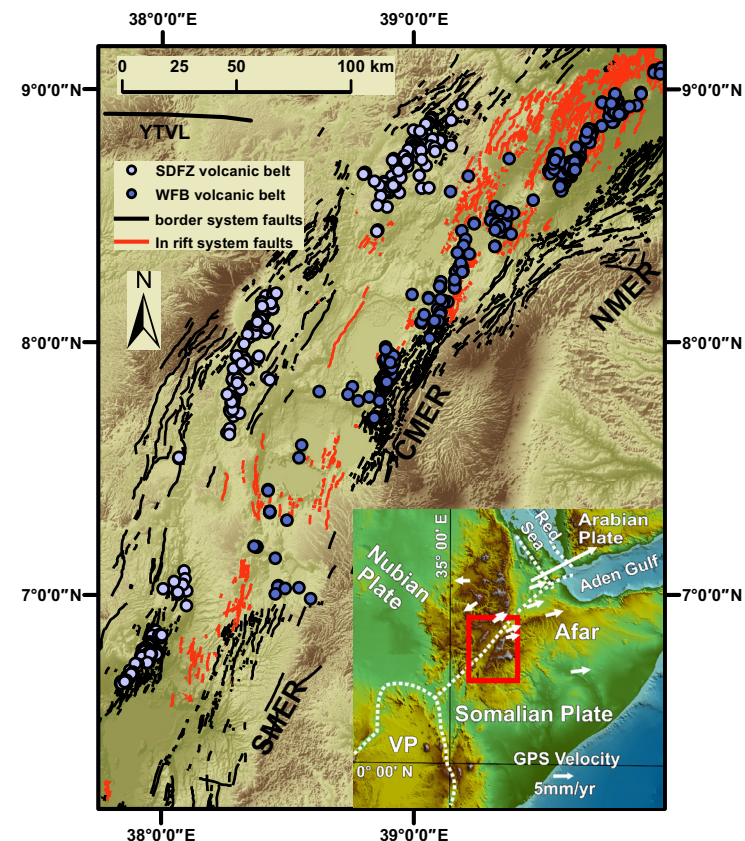 38°0'0"E 39°0'0"E
0 25 50 100 km
9°0'0"N 9°0'0"N
YTVL
SDFZ volcanic belt
WFB volcanic belt
border system faults
In rift system faults
N
NMER
8°0'0"N 8°0'0"N
CMER
7°0'0"N 7°0'0"N
SMER
35° 00' E
Red
Sea
Arabian
Plate
Nubian
Plate
Aden Gulf
Afar
Somalian Plate
VP
GPS Velocity
0° 00' N
5mm/yr
38°0'0"E 39°0'0"E